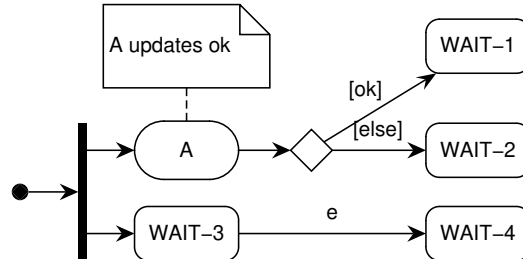 A updates ok
WAIT−1
[ok]
[else]
A
WAIT−2
e
WAIT−3
WAIT−4